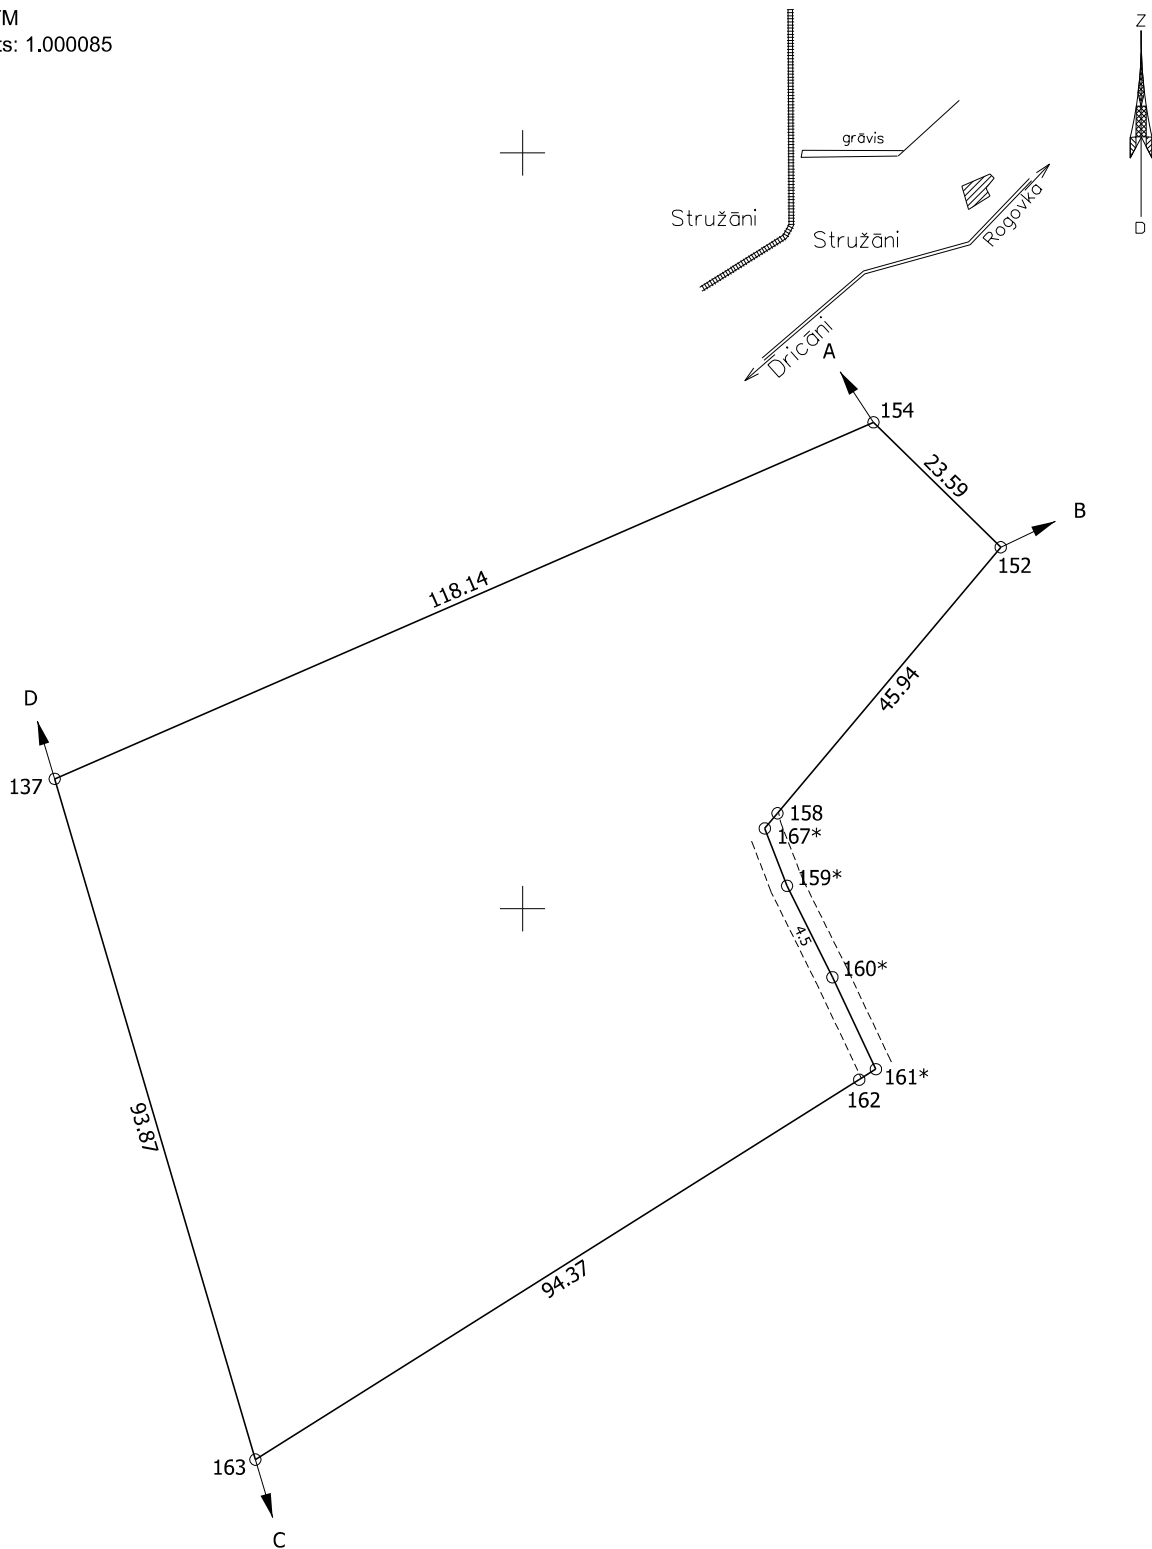 TM
ts: 1.000085
Z
grāvis
Stružāni
Stružāni
Rogovka
D
Dricāni
A
154
23.59
B
152
118.14
45.94
D
137
158
167*
159*
4.5
160*
161*
162
93.87
94.37
163
C